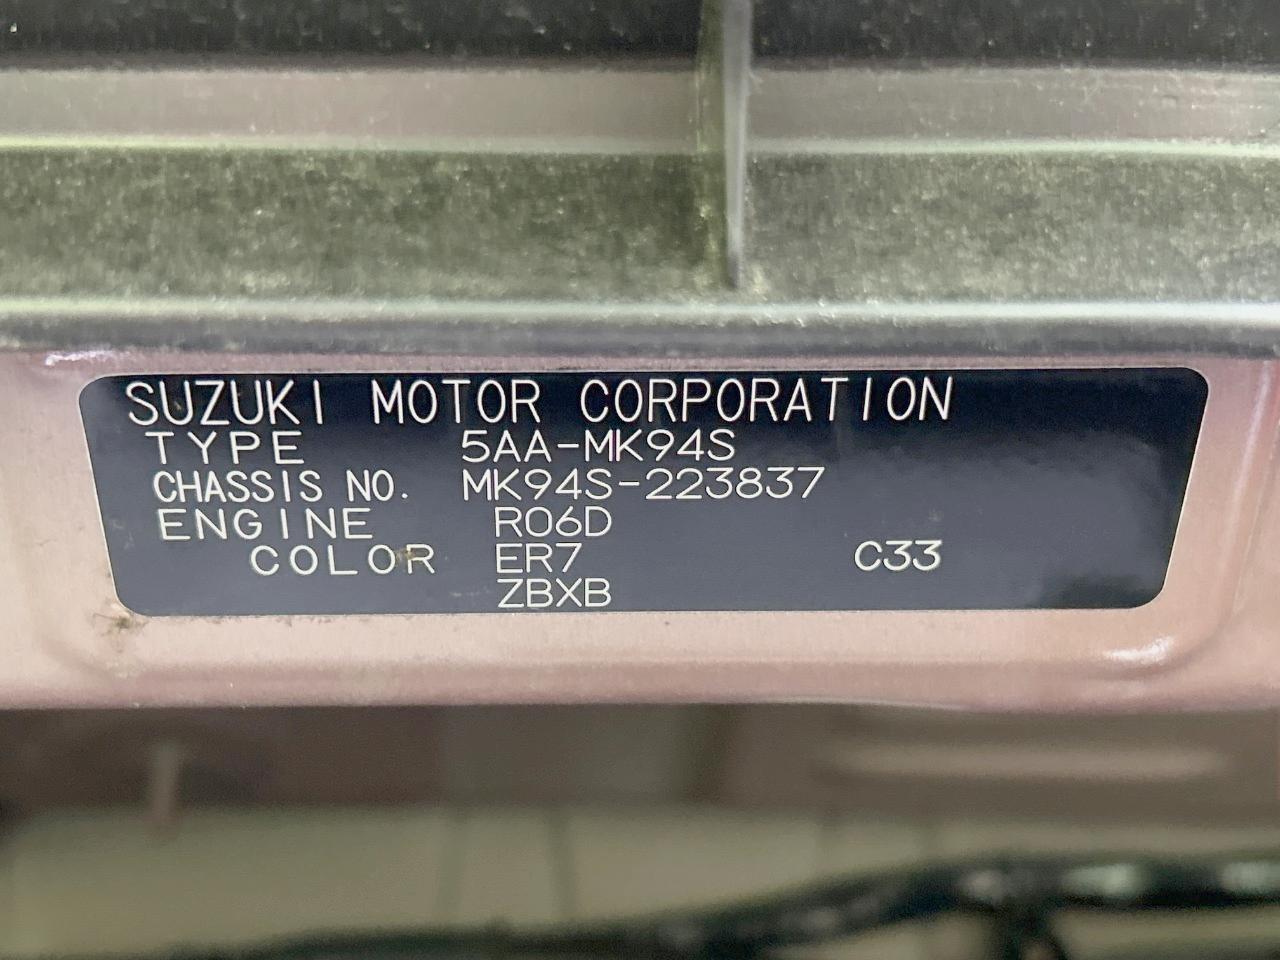 SUZUKI MOTOR CORPORATION
TYPE 5AA-MK94S
CHASSIS NO. MK94S-223837
ENGINE R06D
COLOR ER7 C33
ZBXB